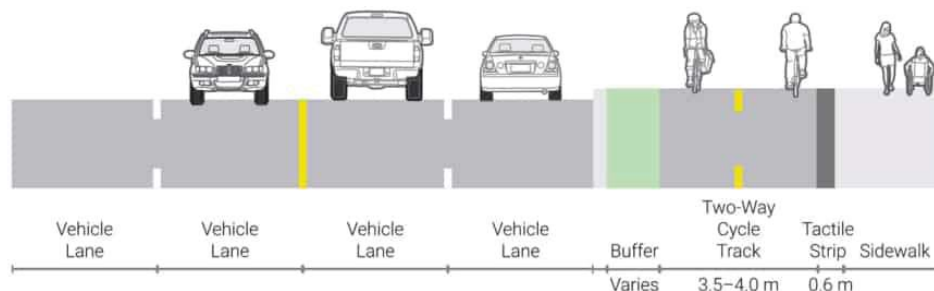 Vehicle
Lane
Vehicle
Lane
Vehicle
Lane
Vehicle
Lane
Buffer
Two-Way
Cycle
Track
Tactile
Strip
Sidewalk
Varies
3.5–4.0 m
0.6 m